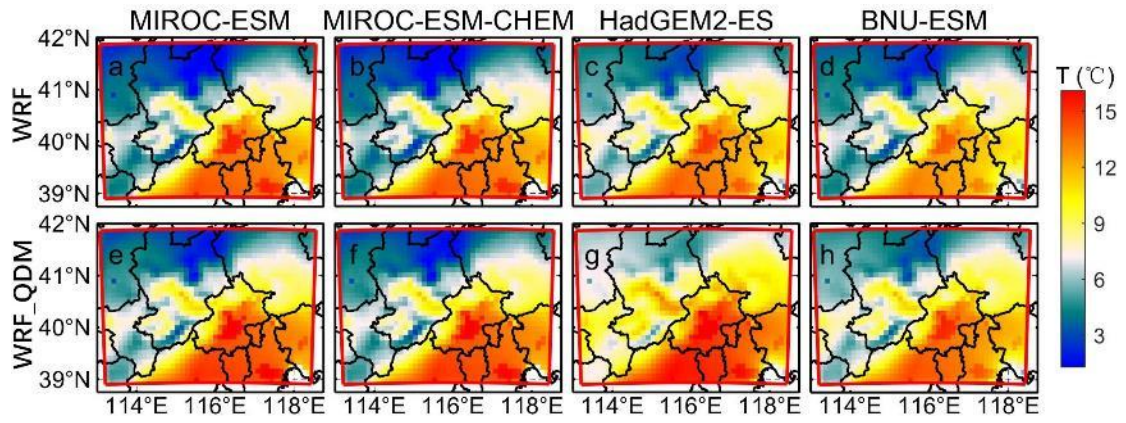 MIROC-ESM MIROC-ESM-CHEM HadGEM2-ES BNU-ESM
42°N
a b c d T (℃)
41°N
WRF
40°N
39°N
15
12
9
6
3
42°N
e f g h
41°N
WRF_QDM
40°N
39°N
114°E 116°E 118°E 114°E 116°E 118°E 114°E 116°E 118°E 114°E 116°E 118°E